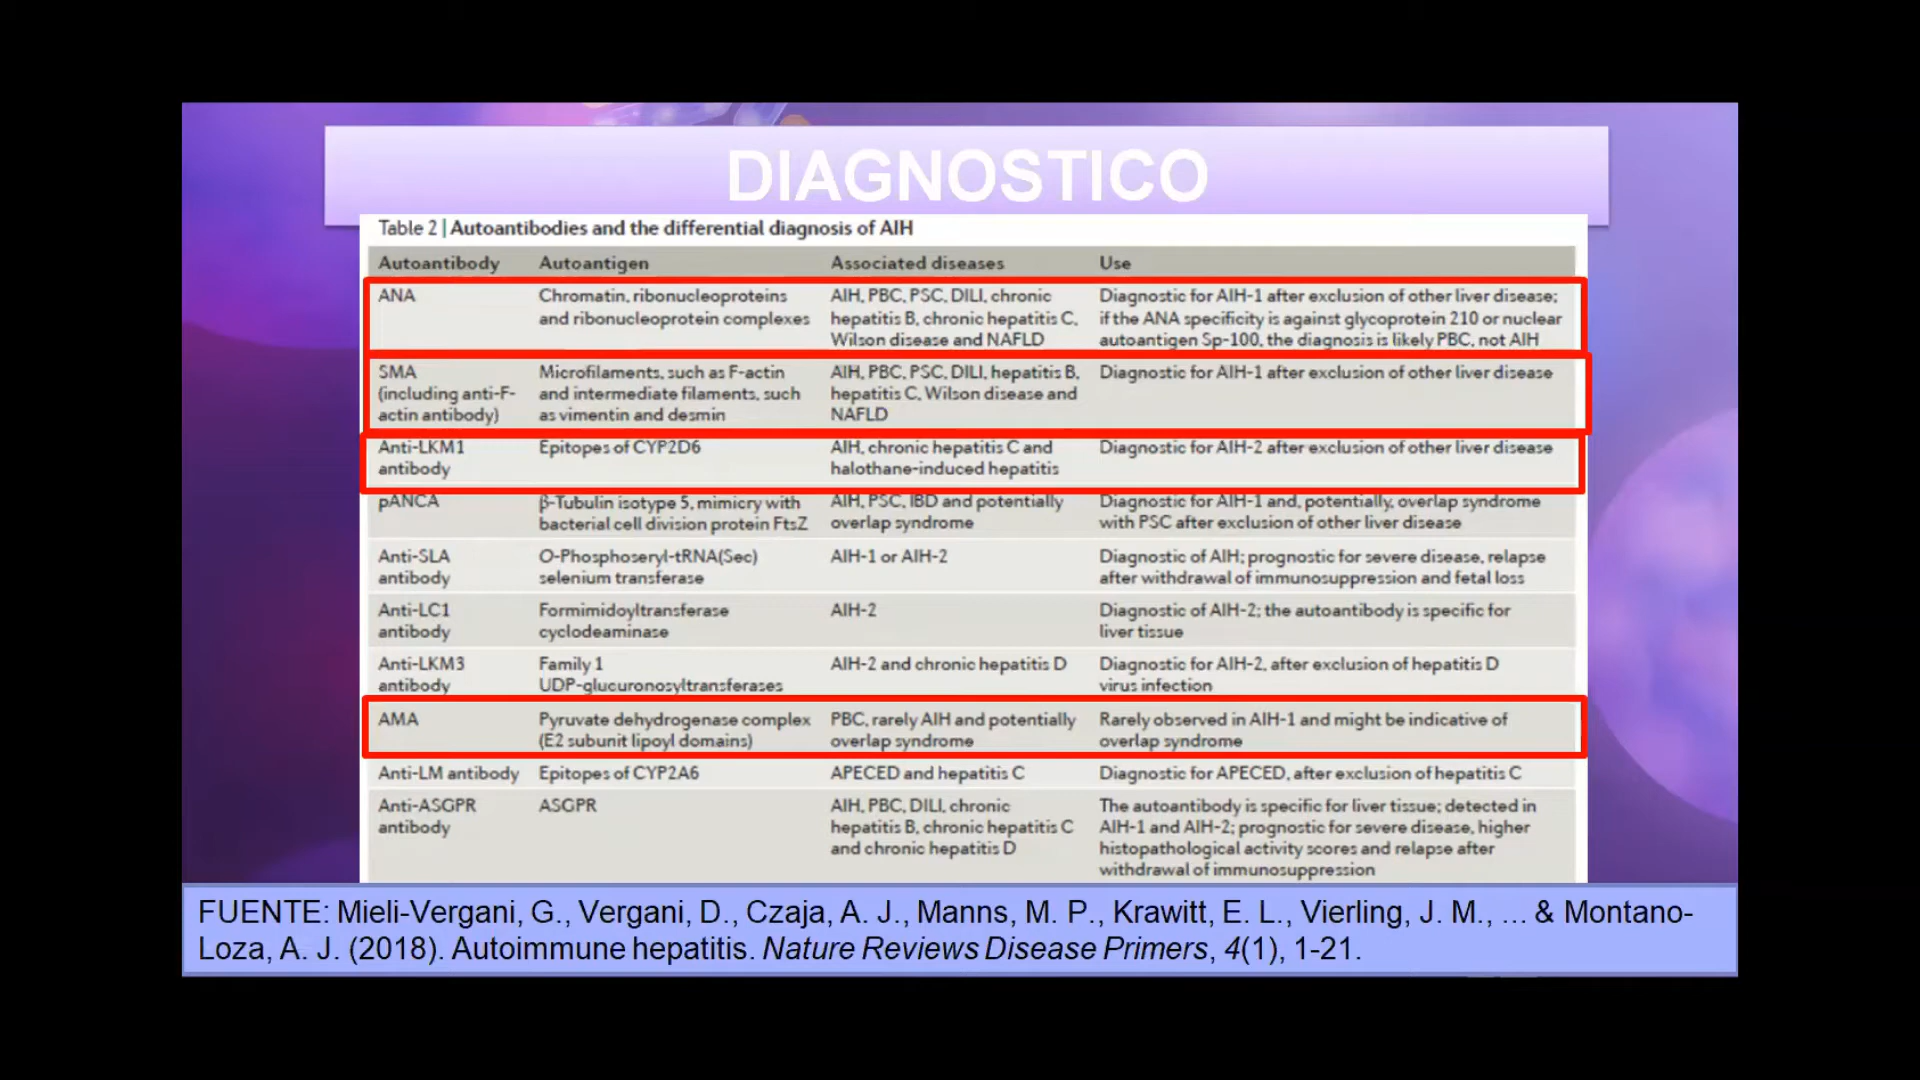 DIAGNOSTICO
Table 2 | Autoantibodies and the differential diagnosis of AIH
Autoantibody Autoantigen Associated diseases Use
ANA Chromatin, ribonucleoproteins AIH, PBC, PSC, DILI, chronic Diagnostic for AIH-1 after exclusion of other liver disease;
and ribonucleoprotein complexes hepatitis B, chronic hepatitis C, if the ANA specificity is against glycoprotein 210 or nuclear
Wilson disease and NAFLD autoantigen Sp-100, the diagnosis is likely PBC, not AIH
SMA Microfilaments, such as F-actin AIH, PBC, PSC, DILI, hepatitis B, Diagnostic for AIH-1 after exclusion of other liver disease
(including anti-F- and intermediate filaments, such hepatitis C, Wilson disease and
actin antibody) as vimentin and desmin NAFLD
Anti-LKM1 Epitopes of CYP2D6 AIH, chronic hepatitis C and Diagnostic for AIH-2 after exclusion of other liver disease
antibody halothane-induced hepatitis
pANCA β-Tubulin isotype 5, mimicry with AIH, PSC, IBD and potentially Diagnostic for AIH-1 and, potentially, overlap syndrome
bacterial cell division protein FtsZ overlap syndrome with PSC after exclusion of other liver disease
Anti-SLA O-Phosphoseryl-tRNA(Sec) AIH-1 or AIH-2 Diagnostic of AIH; prognostic for severe disease, relapse
antibody selenium transferase after withdrawal of immunosuppression and fetal loss
Anti-LC1 Formimidoyltransferase AIH-2 Diagnostic of AIH-2; the autoantibody is specific for
antibody cyclodeaminase liver tissue
Anti-LKM3 Family 1 AIH-2 and chronic hepatitis D Diagnostic for AIH-2, after exclusion of hepatitis D
antibody UDP-glucuronosyltransferases virus infection
AMA Pyruvate dehydrogenase complex PBC, rarely AIH and potentially Rarely observed in AIH-1 and might be indicative of
(E2 subunit lipoyl domains) overlap syndrome overlap syndrome
Anti-LM antibody Epitopes of CYP2A6 APECED and hepatitis C Diagnostic for APECED, after exclusion of hepatitis C
Anti-ASGPR ASGPR AIH, PBC, DILI, chronic The autoantibody is specific for liver tissue; detected in
antibody hepatitis B, chronic hepatitis C AIH-1 and AIH-2; prognostic for severe disease, higher
and chronic hepatitis D histopathological activity scores and relapse after
withdrawal of immunosuppression
FUENTE: Mieli-Vergani, G., Vergani, D., Czaja, A. J., Manns, M. P., Krawitt, E. L., Vierling, J. M., ... & Montano-
Loza, A. J. (2018). Autoimmune hepatitis. Nature Reviews Disease Primers, 4(1), 1-21.